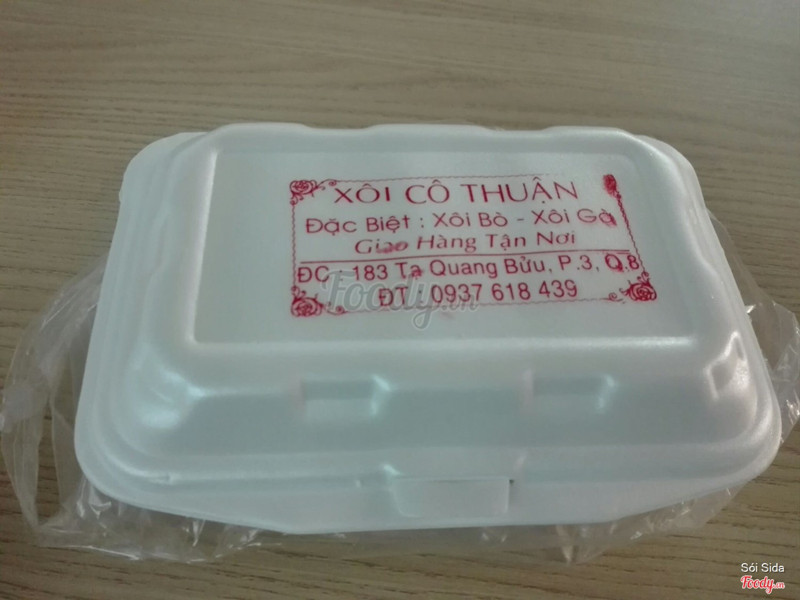 XÔI CÔ THUẬN
Đặc Biệt : Xôi Bò - Xôi Gà
Giao Hàng Tận Nơi
ĐC : 183 Tạ Quang Bửu, P.3, Q.8
ĐT : 0937 618 439
Foody.vn
Sói Sida
Foody.vn